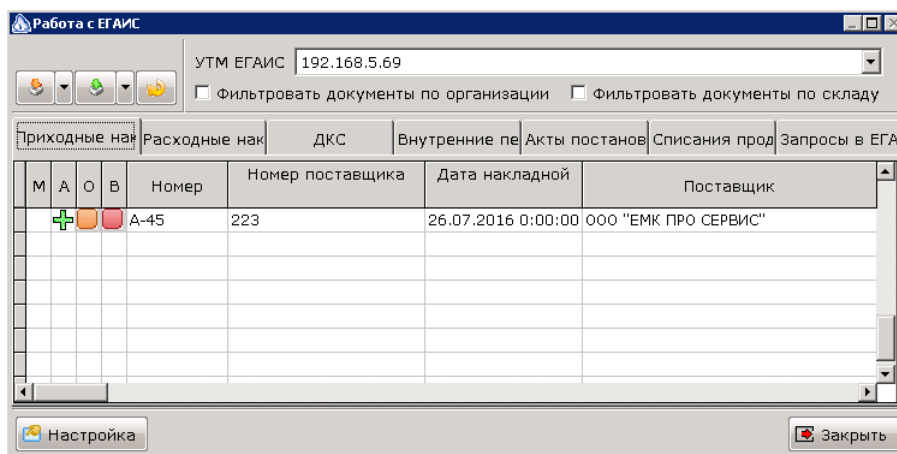 Работа с ЕГАИС
УТМ ЕГАИС 192.168.5.69
Фильтровать документы по организации Фильтровать документы по складу
Приходные нак Расходные нак ДКС Внутренние пе Акты постанов Списания прод Запросы в ЕГА
М А О В Номер Номер поставщика Дата накладной Поставщик
А-45 223 26.07.2016 0:00:00 ООО "ЕМК ПРО СЕРВИС"
Настройка Закрыть